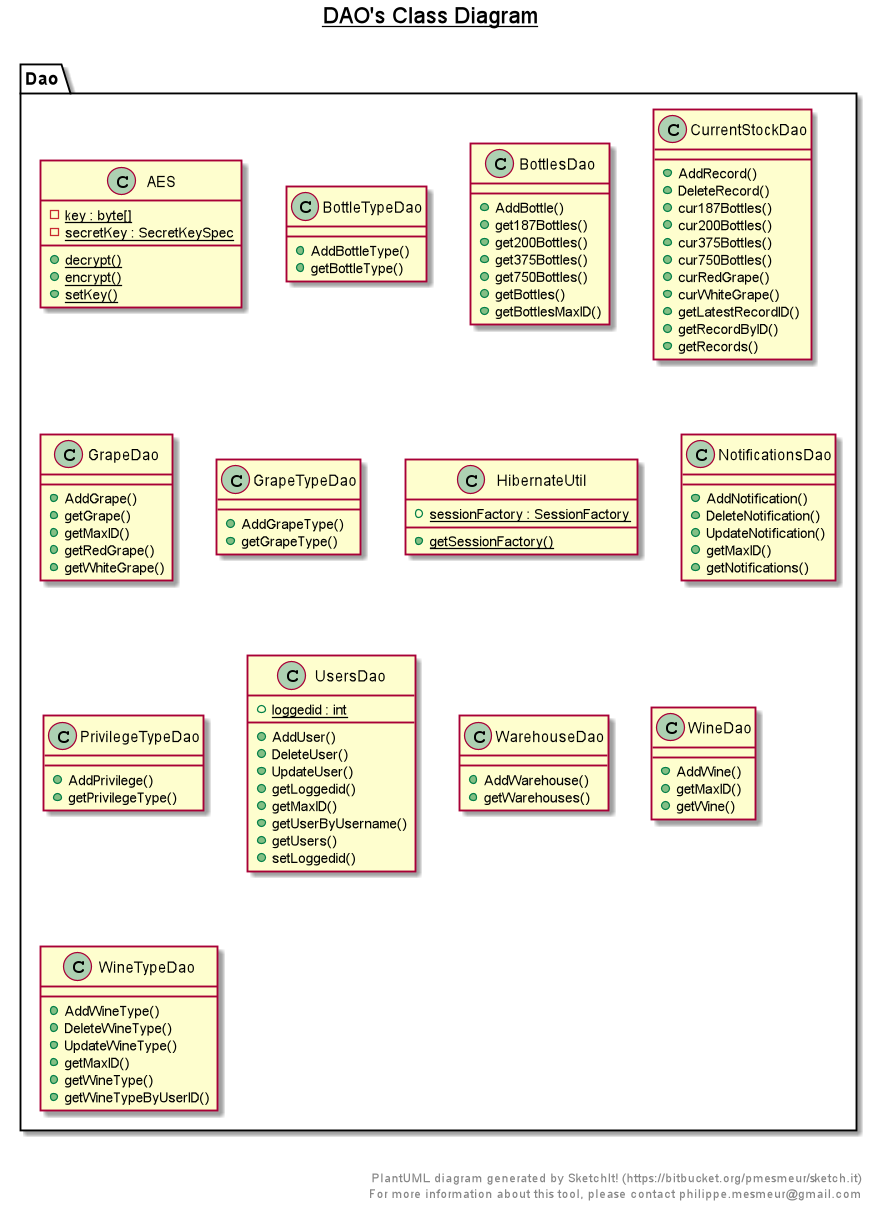 DAO's Class Diagram
Dao
C AES
key : byte[]
secretKey : SecretKeySpec
decrypt()
encrypt()
setKey()
C BottleTypeDao
AddBottleType()
getBottleType()
C BottlesDao
AddBottle()
get187Bottles()
get200Bottles()
get375Bottles()
get750Bottles()
getBottles()
getBottlesMaxID()
C CurrentStockDao
AddRecord()
DeleteRecord()
cur187Bottles()
cur200Bottles()
cur375Bottles()
cur750Bottles()
curRedGrape()
curWhiteGrape()
getLatestRecordID()
getRecordByID()
getRecords()
C GrapeDao
AddGrape()
getGrape()
getMaxID()
getRedGrape()
getWhiteGrape()
C GrapeTypeDao
AddGrapeType()
getGrapeType()
C HibernateUtil
sessionFactory : SessionFactory
getSessionFactory()
C NotificationsDao
AddNotification()
DeleteNotification()
UpdateNotification()
getMaxID()
getNotifications()
C PrivilegeTypeDao
AddPrivilege()
getPrivilegeType()
C UsersDao
loggedid : int
AddUser()
DeleteUser()
UpdateUser()
getLoggedid()
getMaxID()
getUserByUsername()
getUsers()
setLoggedid()
C WarehouseDao
AddWarehouse()
getWarehouses()
C WineDao
AddWine()
getMaxID()
getWine()
C WineTypeDao
AddWineType()
DeleteWineType()
UpdateWineType()
getMaxID()
getWineType()
getWineTypeByUserID()
PlantUML diagram generated by SketchIt! (https://bitbucket.org/pmesmeur/sketch.it)
For more information about this tool, please contact philippe.mesmeur@gmail.com